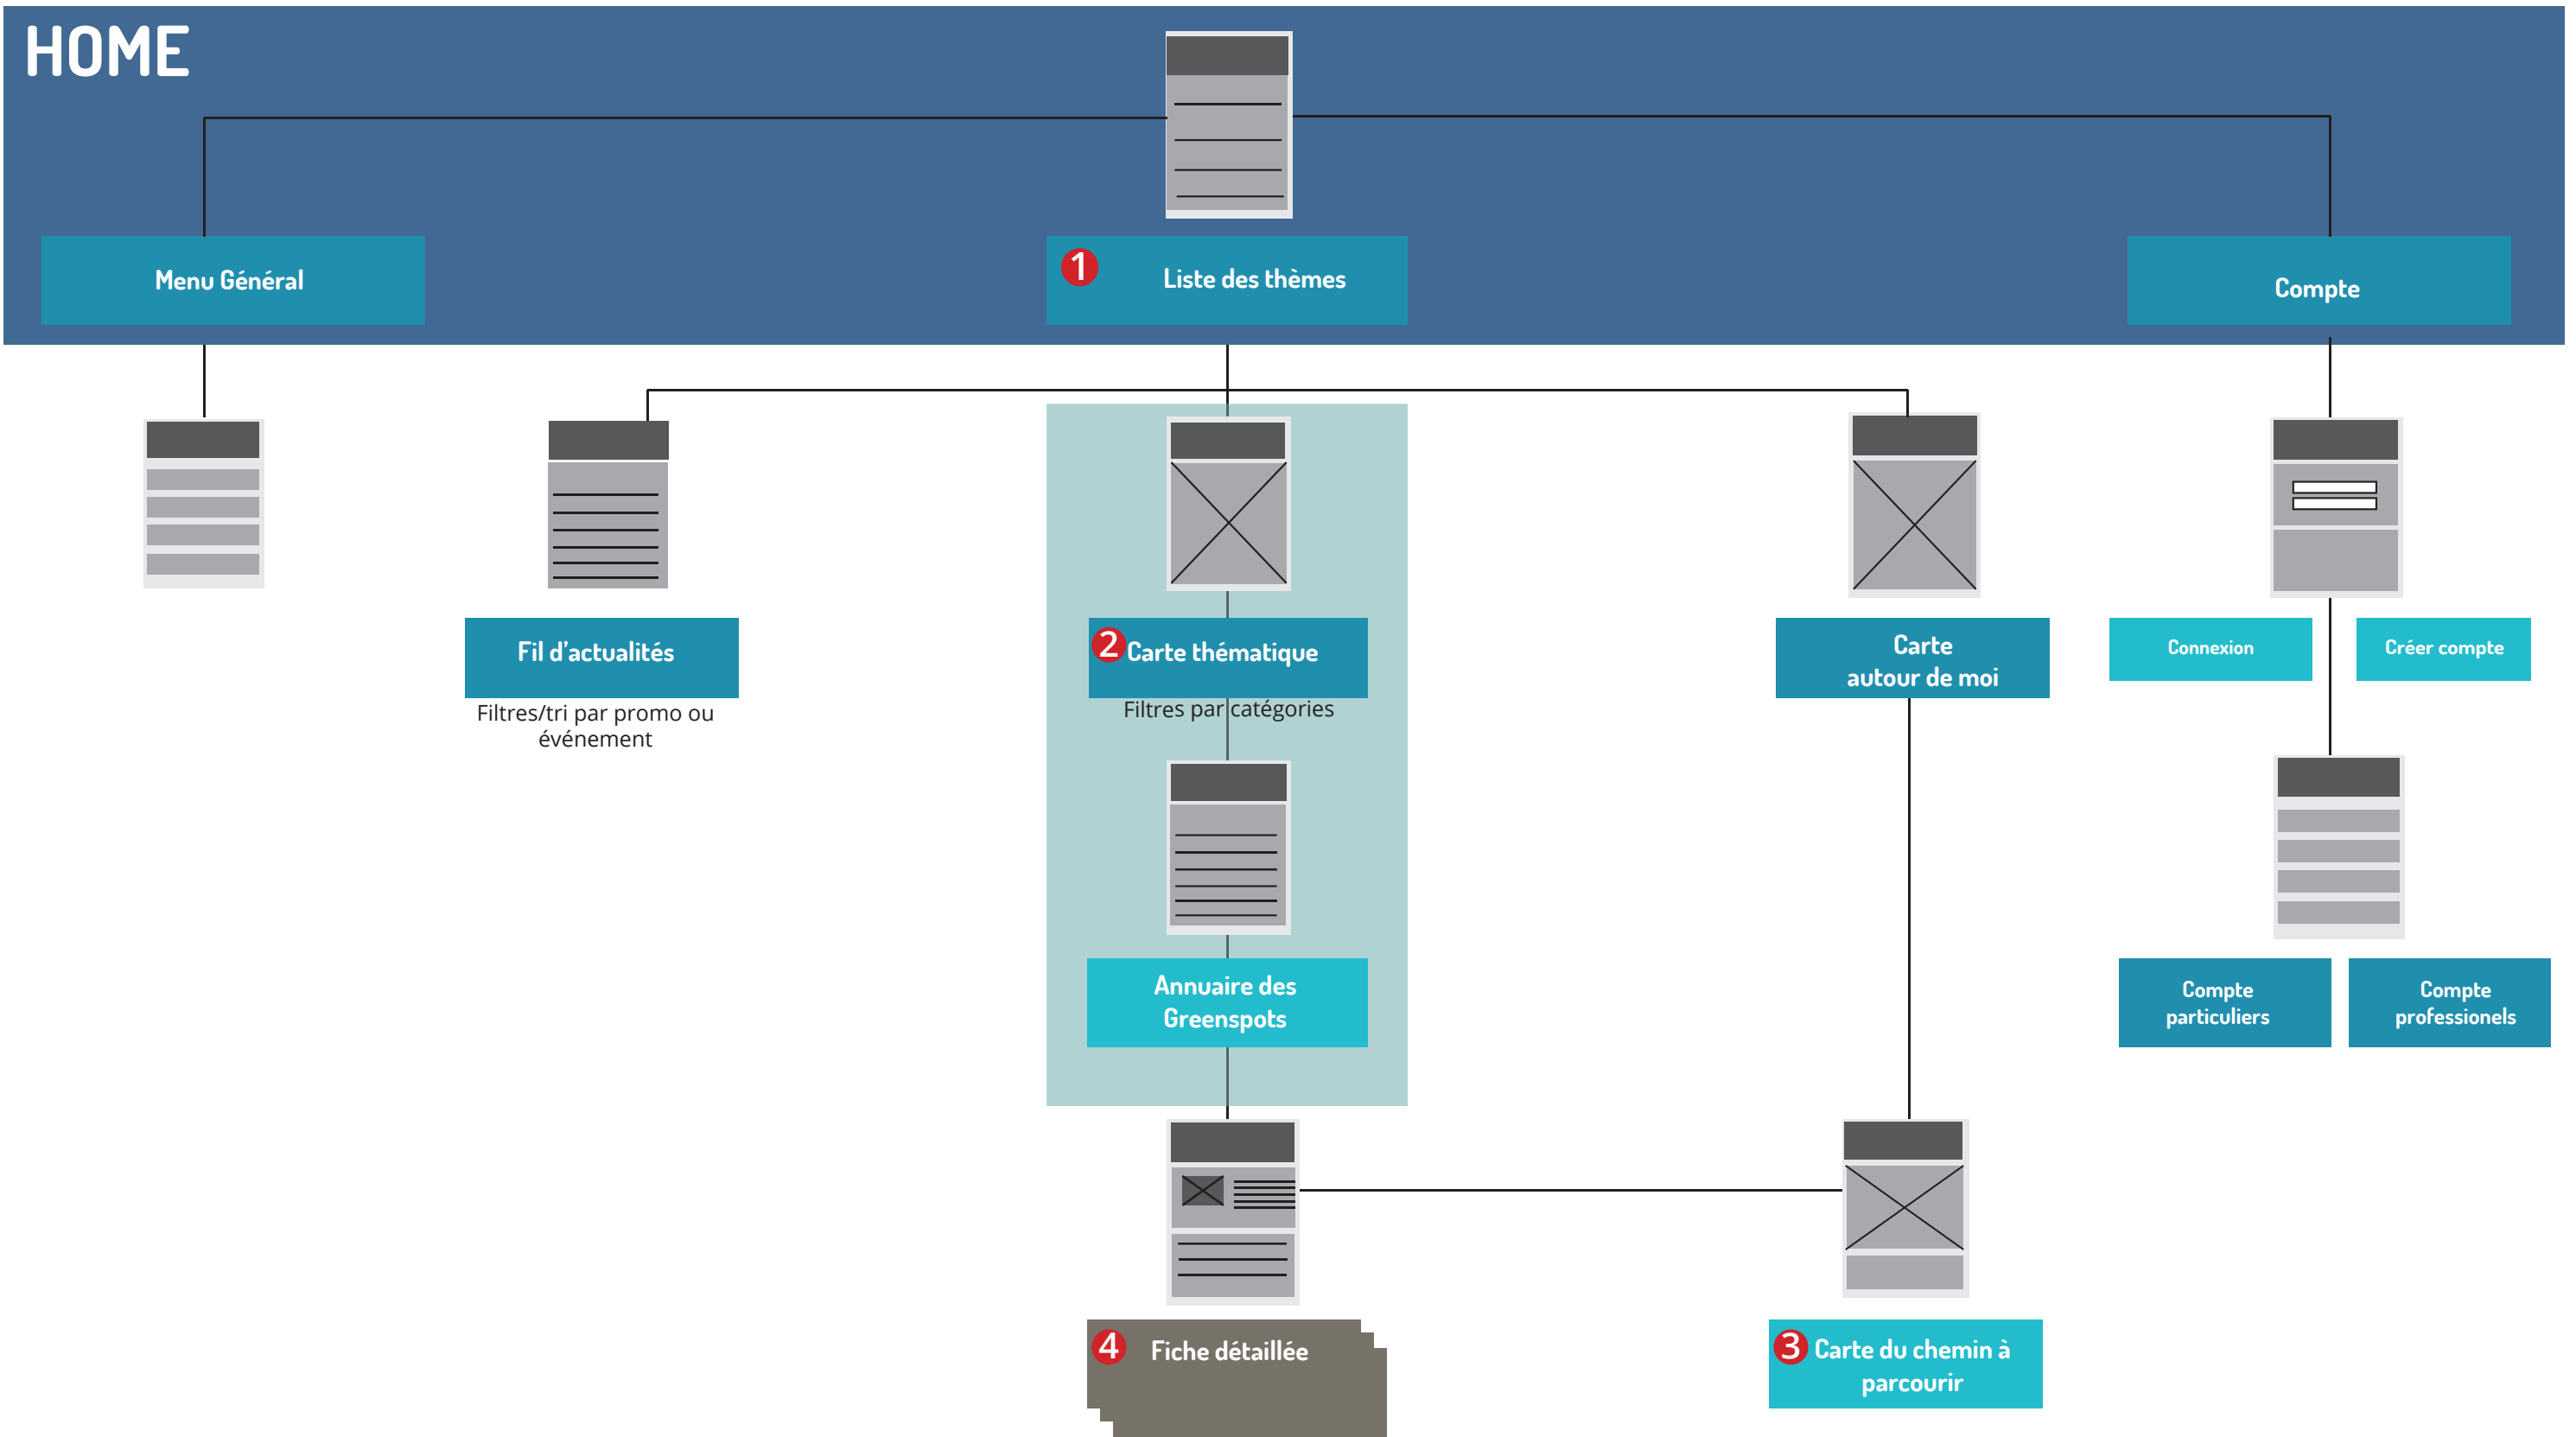 HOME
Menu Général
1
Liste des thèmes
Compte
Fil d’actualités
Filtres/tri par promo ou
événement
2
Carte thématique
Filtres par catégories
Carte
autour de moi
Connexion
Créer compte
Annuaire des
Greenspots
Compte
particuliers
Compte
professionels
4
Fiche détaillée
3
Carte du chemin à
parcourir